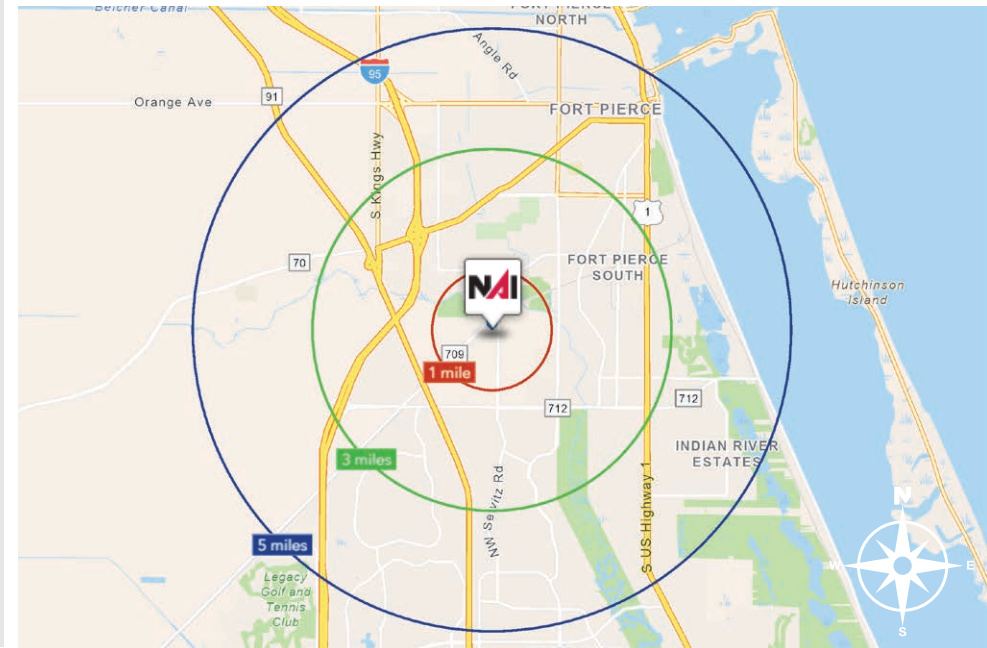 Belcher Canal
FORT PIERCE
NORTH
Angle Rd
95
91
Orange Ave
FORT PIERCE
S Kings Hwy
1
70
FORT PIERCE
SOUTH
NAI
Hutchinson
Island
709
1 mile
712
712
3 miles
INDIAN RIVER
ESTATES
NW Selvitz Rd
S US Highway 1
N
W
E
S
5 miles
Legacy
Golf and
Tennis
Club